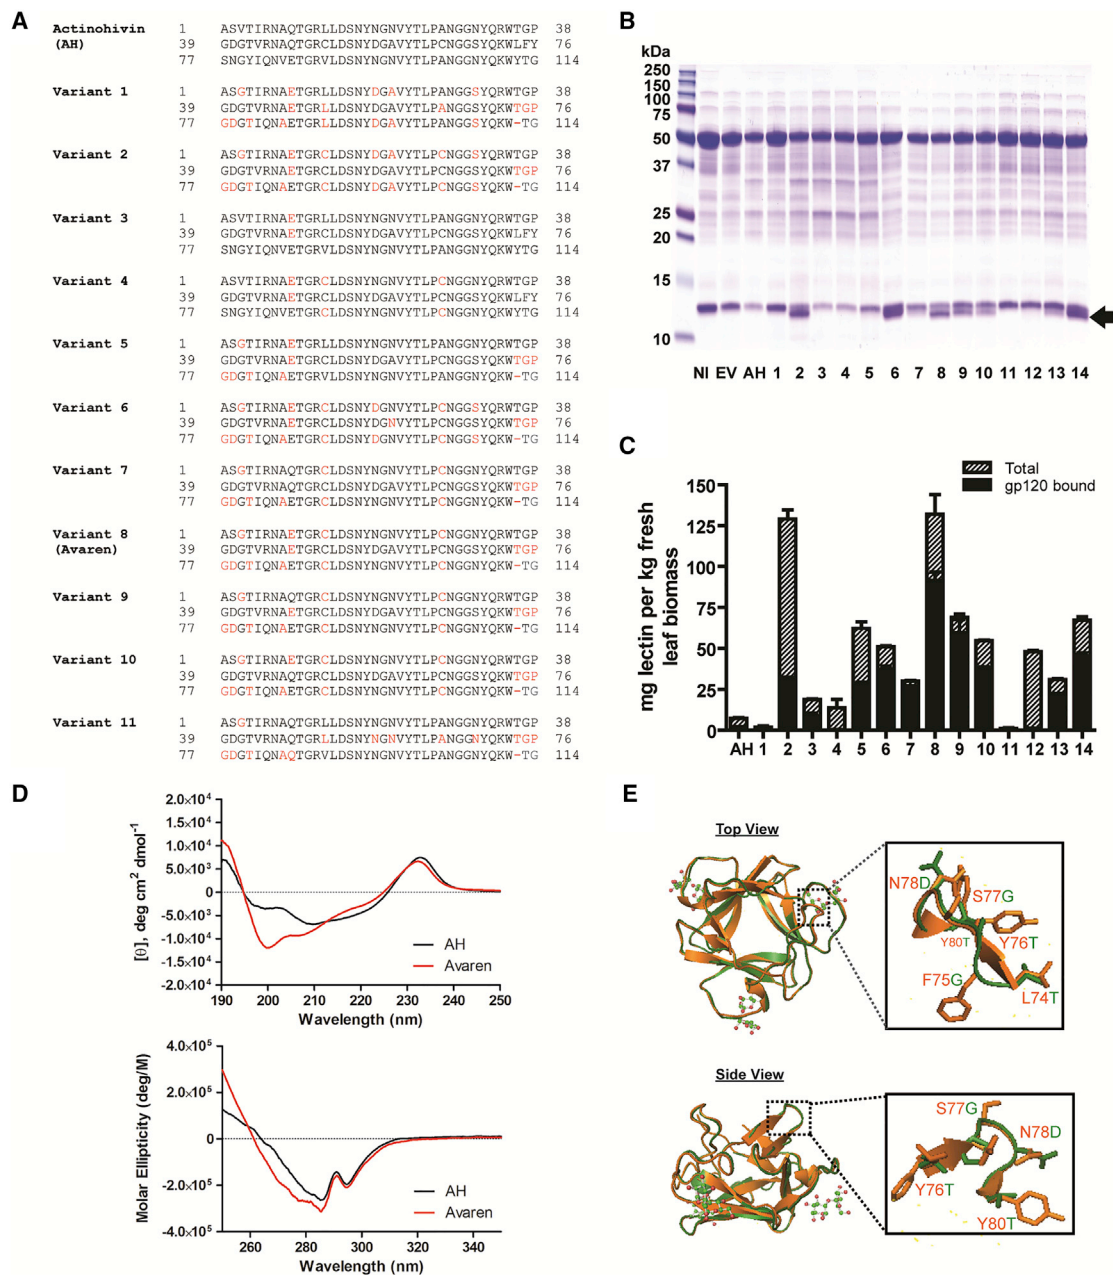 A
Actinohivin 1 ASVTIRNAQTGRLLDSNYNGNVYTLPANGGNYQRWTGP 38
(AH) 39 GDGTVRNAQTGRCLDSNYDGAVYTLPCNGGNYQKWLFY 76
77 SNGYIQNVETGRVLDSNYNGNVYTLPANGGNYQKWYTG 114
Variant 1 1 ASGTIRNAETGRLLDSNYDGAVYTLPANGGSYQRWTGP 38
39 GDGTVRNAETGRLLDSNYDGAVYTLPANGGNYQKWTGP 76
77 GDGTIQNAETGRLLDSNYDGAVYTLPANGGSYQKW-TG 114
Variant 2 1 ASGTIRNAETGRCLDSNYDGAVYTLPCNGGSYQRWTGP 38
39 GDGTVRNAETGRCLDSNYDGAVYTLPCNGGNYQKWTGP 76
77 GDGTIQNAETGRCLDSNYDGAVYTLPCNGGSYQKW-TG 114
Variant 3 1 ASVTIRNAETGRLLDSNYNGNVYTLPANGGNYQRWTGP 38
39 GDGTVRNAETGRCLDSNYDGAVYTLPCNGGNYQKWLFY 76
77 SNGYIQNVETGRVLDSNYNGNVYTLPANGGNYQKWYTG 114
Variant 4 1 ASVTIRNAETGRCLDSNYNGNVYTLPCNGGNYQRWTGP 38
39 GDGTVRNAETGRCLDSNYDGAVYTLPCNGGNYQKWLFY 76
77 SNGYIQNVETGRCLDSNYNGNVYTLPCNGGNYQKWYTG 114
Variant 5 1 ASGTIRNAETGRLLDSNYNGNVYTLPANGGNYQRWTGP 38
39 GDGTVRNAETGRCLDSNYDGAVYTLPCNGGNYQKWTGP 76
77 GDGTIQNAETGRVLDSNYNGNVYTLPANGGNYQKW-TG 114
Variant 6 1 ASGTIRNAETGRCLDSNYDGNVYTLPCNGGSYQRWTGP 38
39 GDGTVRNAETGRCLDSNYDGNVYTLPCNGGNYQKWTGP 76
77 GDGTIQNAETGRCLDSNYDGNVYTLPCNGGSYQKW-TG 114
Variant 7 1 ASGTIRNAQTGRCLDSNYNGNVYTLPCNGGNYQRWTGP 38
39 GDGTVRNAQTGRCLDSNYDGAVYTLPCNGGNYQKWTGP 76
77 GDGTIQNAETGRCLDSNYNGNVYTLPCNGGNYQKW-TG 114
Variant 8 1 ASGTIRNAETGRCLDSNYNGNVYTLPCNGGNYQRWTGP 38
(Avaren) 39 GDGTVRNAETGRCLDSNYDGAVYTLPCNGGNYQKWTGP 76
77 GDGTIQNAETGRCLDSNYNGNVYTLPCNGGNYQKW-TG 114
Variant 9 1 ASGTIRNAQTGRCLDSNYNGNVYTLPCNGGNYQRWTGP 38
39 GDGTVRNAETGRCLDSNYDGAVYTLPCNGGNYQKWTGP 76
77 GDGTIQNAETGRCLDSNYNGNVYTLPCNGGNYQKW-TG 114
Variant 10 1 ASGTIRNAETGRCLDSNYNGNVYTLPCNGGNYQRWTGP 38
39 GDGTVRNAQTGRCLDSNYDGAVYTLPCNGGNYQKWTGP 76
77 GDGTIQNAETGRCLDSNYNGNVYTLPCNGGNYQKW-TG 114
Variant 11 1 ASGTIRNAQTGRLLDSNYNGNVYTLPANGGNYQRWTGP 38
39 GDGTVRNAQTGRLLDSNYNGNVYTLPANGGNYQKWTGP 76
77 GDGTIQNAQTGRVLDSNYNGNVYTLPANGGNYQKW-TG 114
B
kDa
250
150
100
75
50
37
25
20
15
10
NI EV AH 1 2 3 4 5 6 7 8 9 10 11 12 13 14
C
Total
gp120 bound
mg lectin per kg fresh
leaf biomass
150
125
100
75
50
25
0
AH 1 2 3 4 5 6 7 8 9 10 11 12 13 14
D
[θ], deg cm² dmol⁻¹
2.0×10⁴
1.5×10⁴
1.0×10⁴
5.0×10³
0
-5.0×10³
-1.0×10⁴
-1.5×10⁴
-2.0×10⁴
AH
Avaren
190 200 210 220 230 240 250
Wavelength (nm)
Molar Ellipticity (deg/M)
4.0×10⁵
2.0×10⁵
0
-2.0×10⁵
-4.0×10⁵
AH
Avaren
260 280 300 320 340
Wavelength (nm)
E
Top View
N78D
S77G
Y80T
Y76T
F75G
L74T
Side View
S77G
N78D
Y76T
Y80T